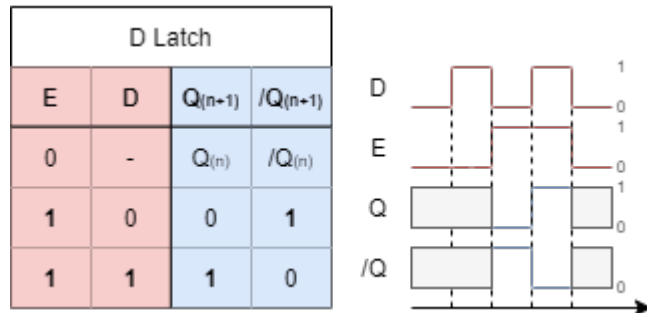 D Latch
E D Q(n+1) /Q(n+1)
0 - Q(n) /Q(n)
1 0 0 1
1 1 1 0
D 1 0
E 1 0
Q 1 0
/Q 0